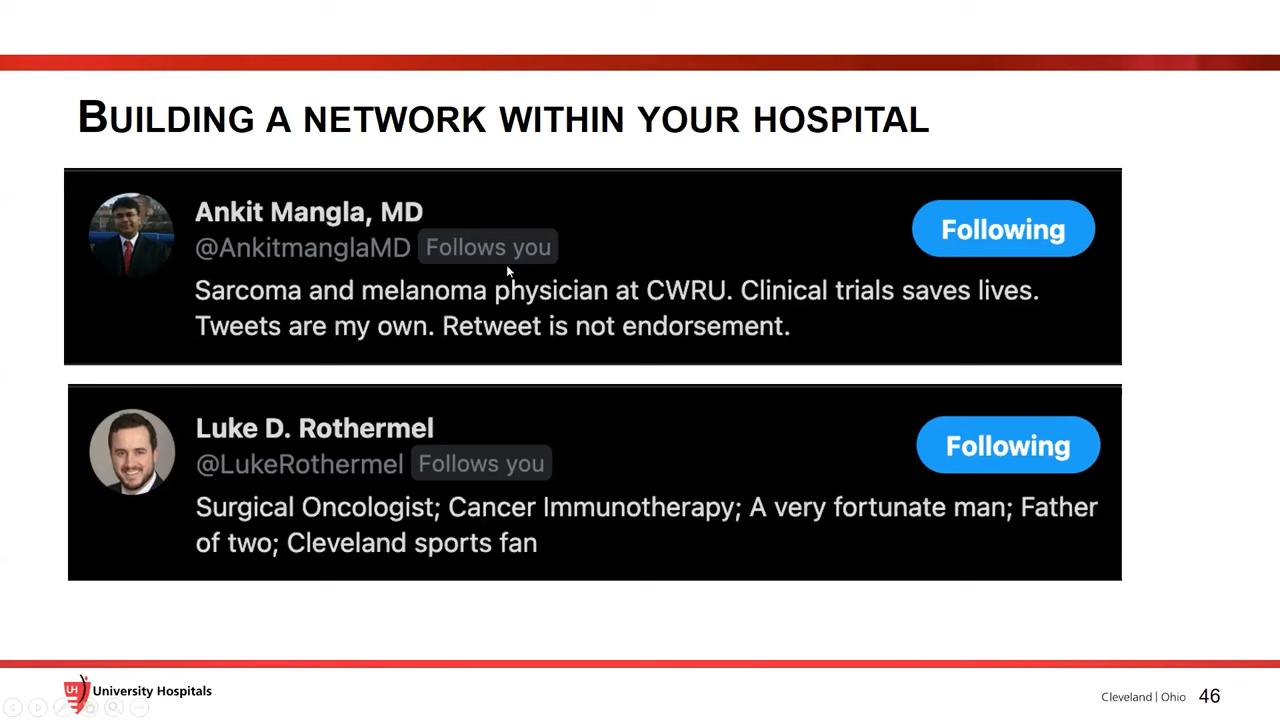 BUILDING A NETWORK WITHIN YOUR HOSPITAL
Ankit Mangla, MD
Following
@AnkitmanglaMD Follows you
Sarcoma and melanoma physician at CWRU. Clinical trials saves lives.
Tweets are my own. Retweet is not endorsement.
Luke D. Rothermel
Following
@LukeRothermel Follows you
Surgical Oncologist; Cancer Immunotherapy; A very fortunate man; Father
of two; Cleveland sports fan
UH University Hospitals
Cleveland | Ohio 46